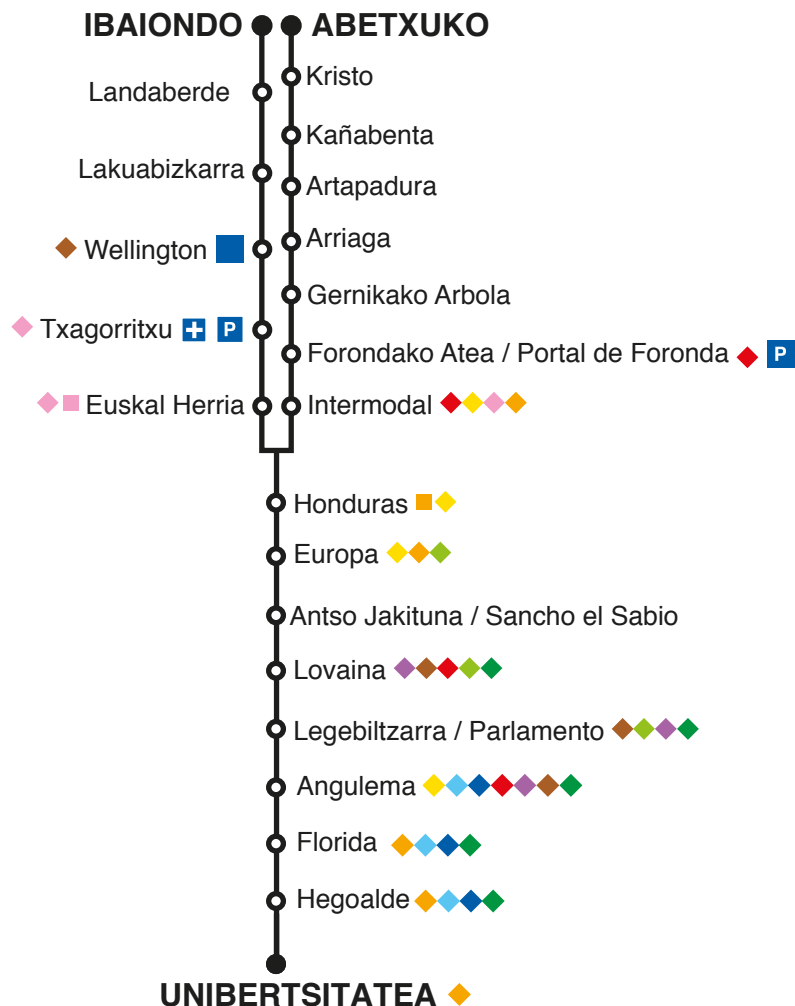 IBAIONDO ABETXUKO
Kristo
Landaberde
Kañabenta
Lakuabizkarra
Artapadura
Arriaga
Wellington
Gernikako Arbola
Txagorritxu P
Forondako Atea / Portal de Foronda P
Euskal Herria Intermodal
Honduras
Europa
Antso Jakituna / Sancho el Sabio
Lovaina
Legebiltzarra / Parlamento
Angulema
Florida
Hegoalde
UNIBERTSITATEA